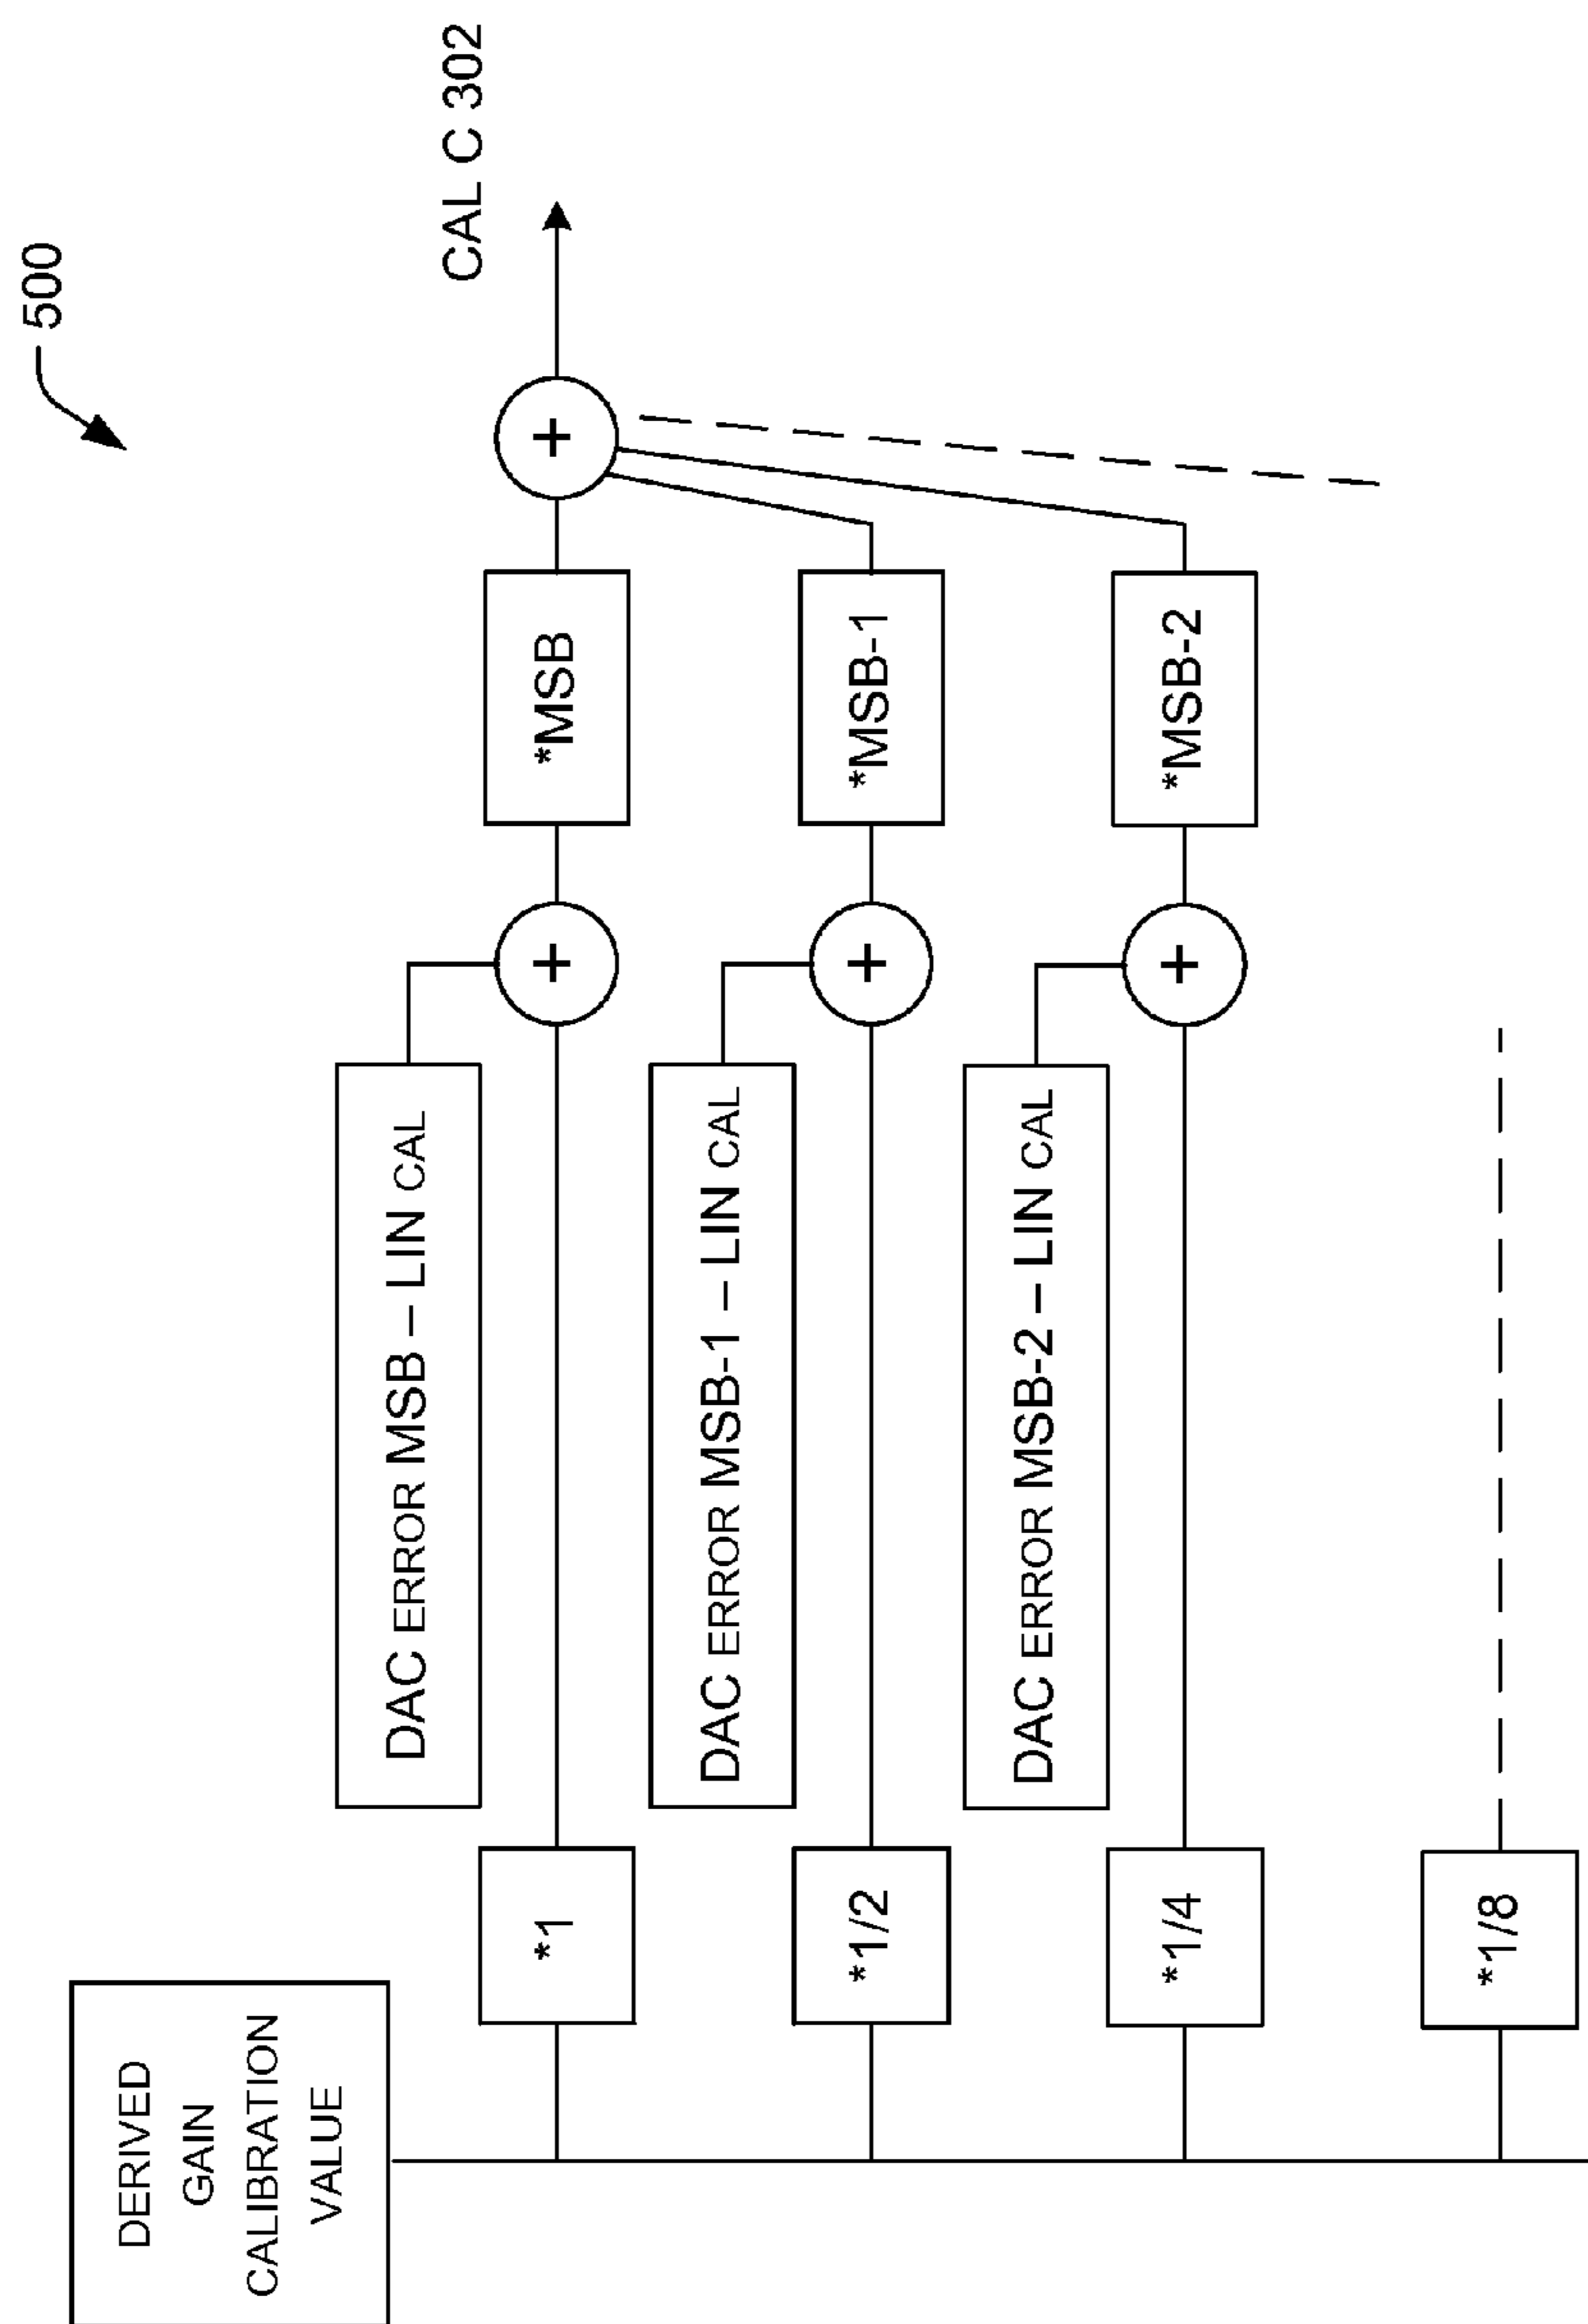 500
CAL C 302
DERIVED
GAIN
CALIBRATION
VALUE
*1
DAC ERROR MSB – LIN CAL
+
*MSB
+
*1/2
DAC ERROR MSB-1 – LIN CAL
+
*MSB-1
*1/4
DAC ERROR MSB-2 – LIN CAL
+
*MSB-2
*1/8